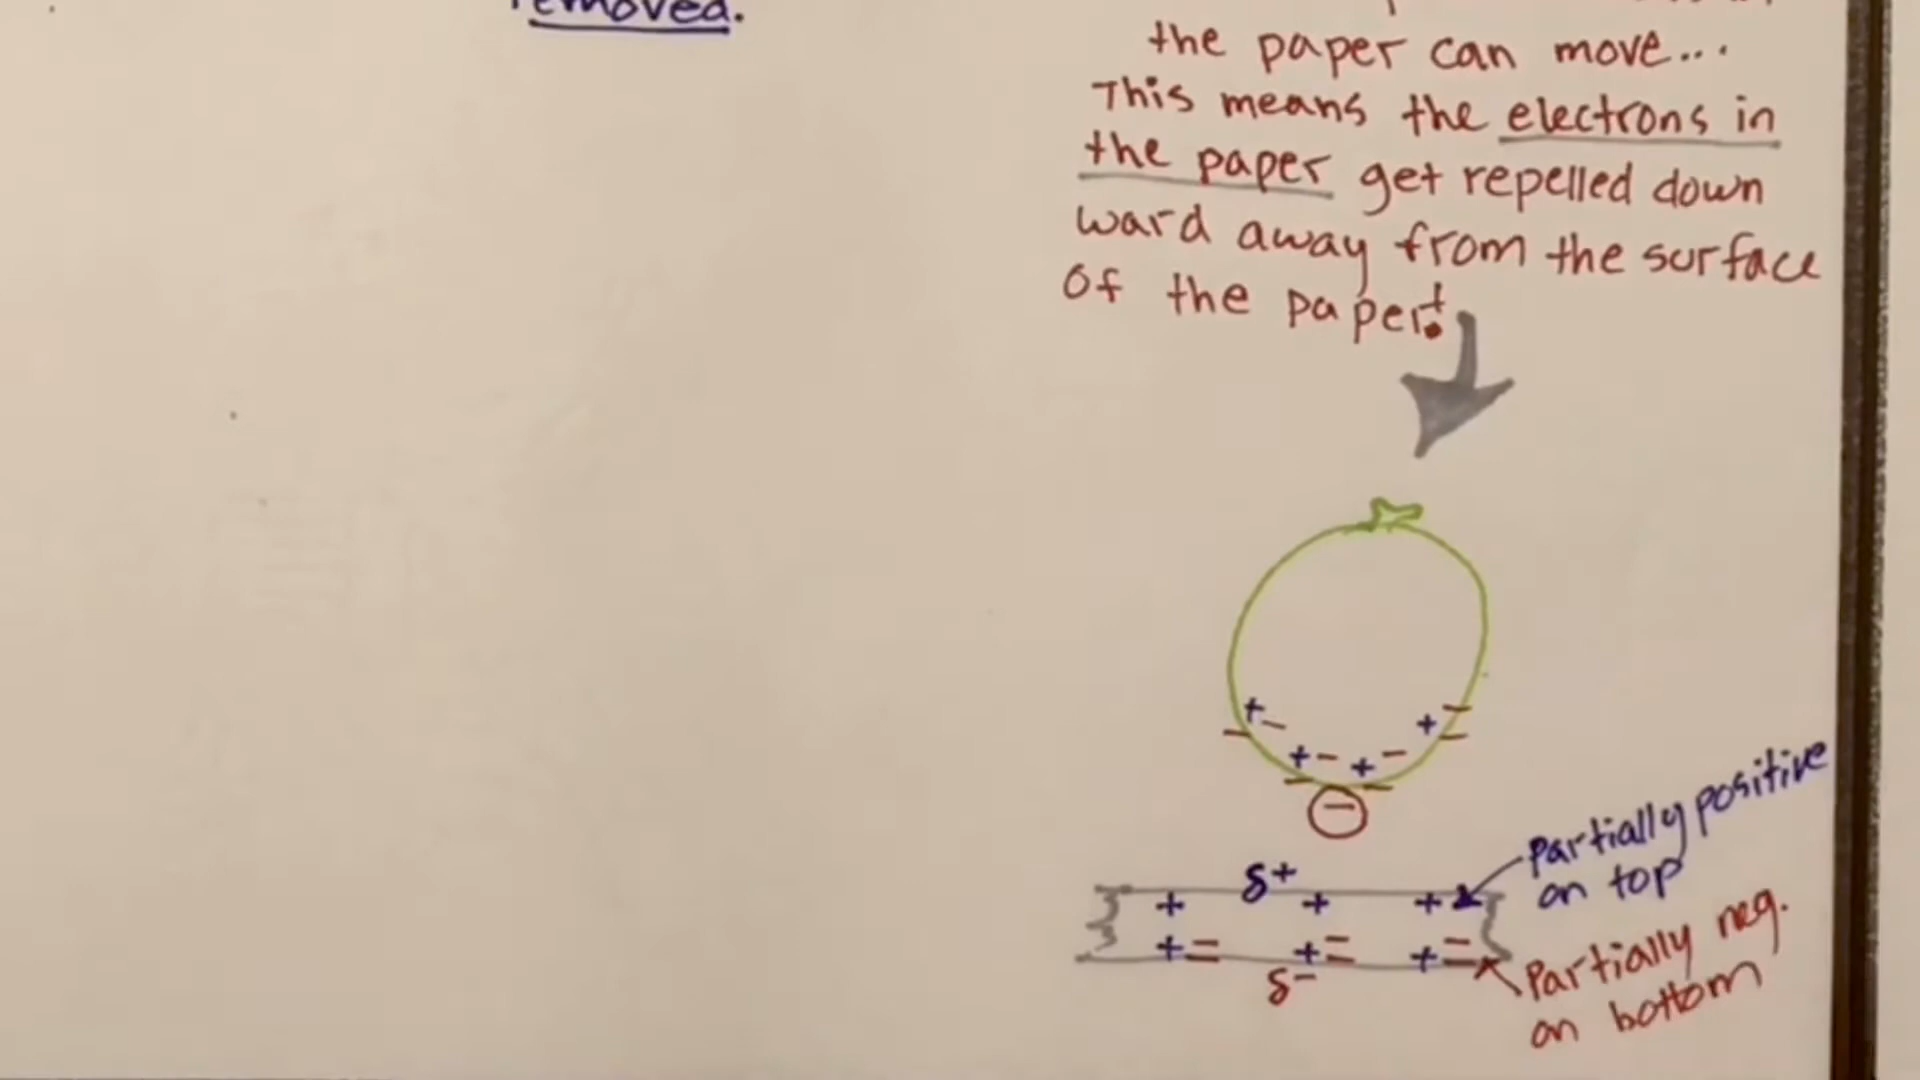 removed.
the paper can move...
This means the electrons in
the paper get repelled down
ward away from the surface
of the paper!
+ - + - + - + -
- - - -
-
δ+
+ + +
+ = + = + =
δ-
partially positive
on top
Partially neg.
on bottom